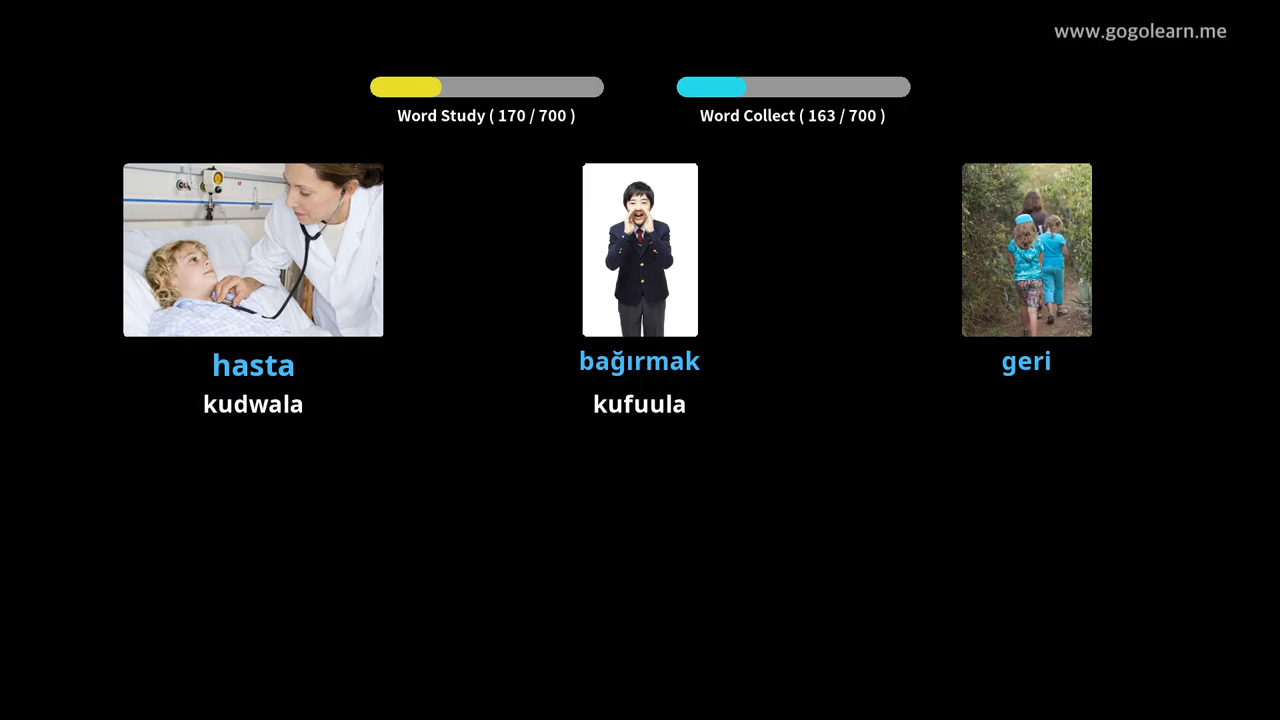 www.gogolearn.me
Word Study ( 170 / 700 )
Word Collect ( 163 / 700 )
hasta
kudwala
bağırmak
kufuula
geri